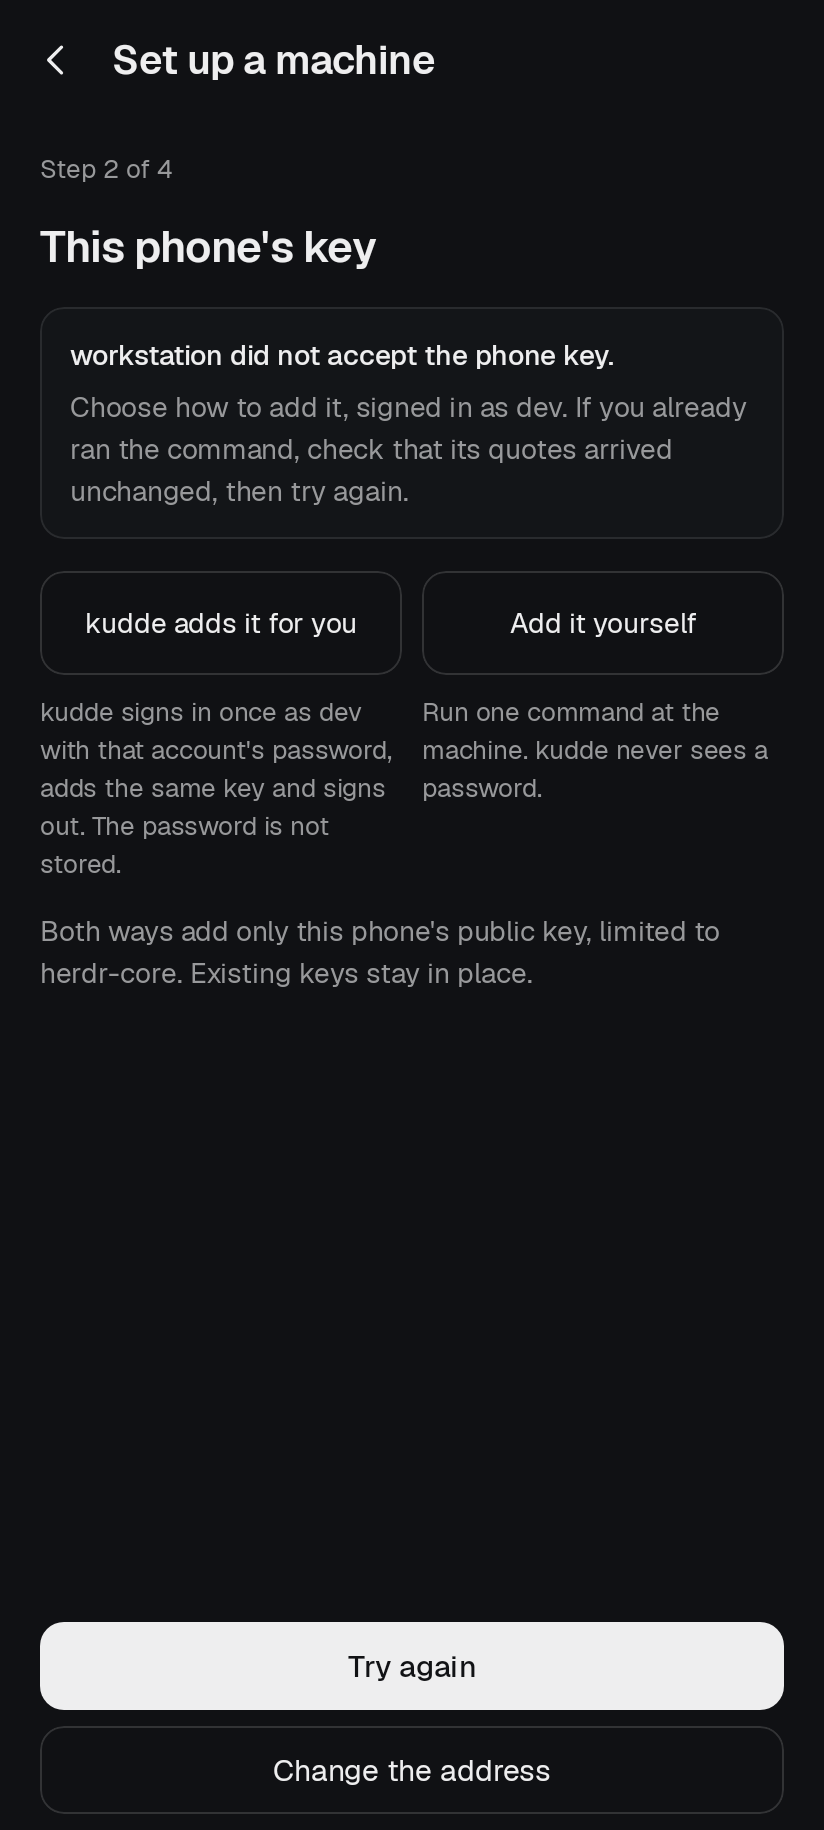 Set up a machine
Step 2 of 4
This phone's key
workstation did not accept the phone key.
Choose how to add it, signed in as dev. If you already
ran the command, check that its quotes arrived
unchanged, then try again.
kudde adds it for you
kudde signs in once as dev
with that account's password,
adds the same key and signs
out. The password is not
stored.
Add it yourself
Run one command at the
machine. kudde never sees a
password.
Both ways add only this phone's public key, limited to
herdr-core. Existing keys stay in place.
Try again
Change the address